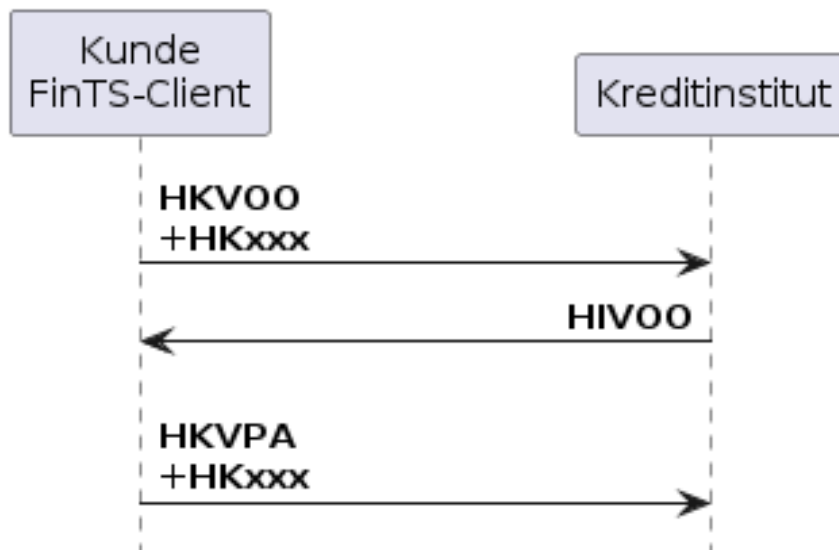 Kunde
FinTS-Client
Kreditinstitut
HKVOO
+HKxxx
HIVOO
HKVPA
+HKxxx